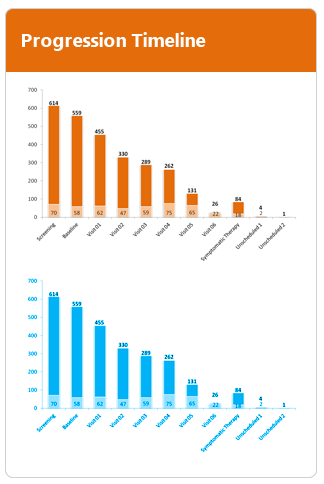 Progression Timeline
700
600
500
400
300
200
100
0
614
559
455
330
289
262
131
26
84
4
1
70
58
62
47
59
75
65
22
18
2
Screening
Baseline
Visit 01
Visit 02
Visit 03
Visit 04
Visit 05
Visit 06
Symptomatic Therapy
Unscheduled 1
Unscheduled 2
700
600
500
400
300
200
100
0
614
559
455
330
289
262
131
26
84
4
1
70
58
62
47
59
75
65
22
18
2
Screening
Baseline
Visit 01
Visit 02
Visit 03
Visit 04
Visit 05
Visit 06
Symptomatic Therapy
Unscheduled 1
Unscheduled 2